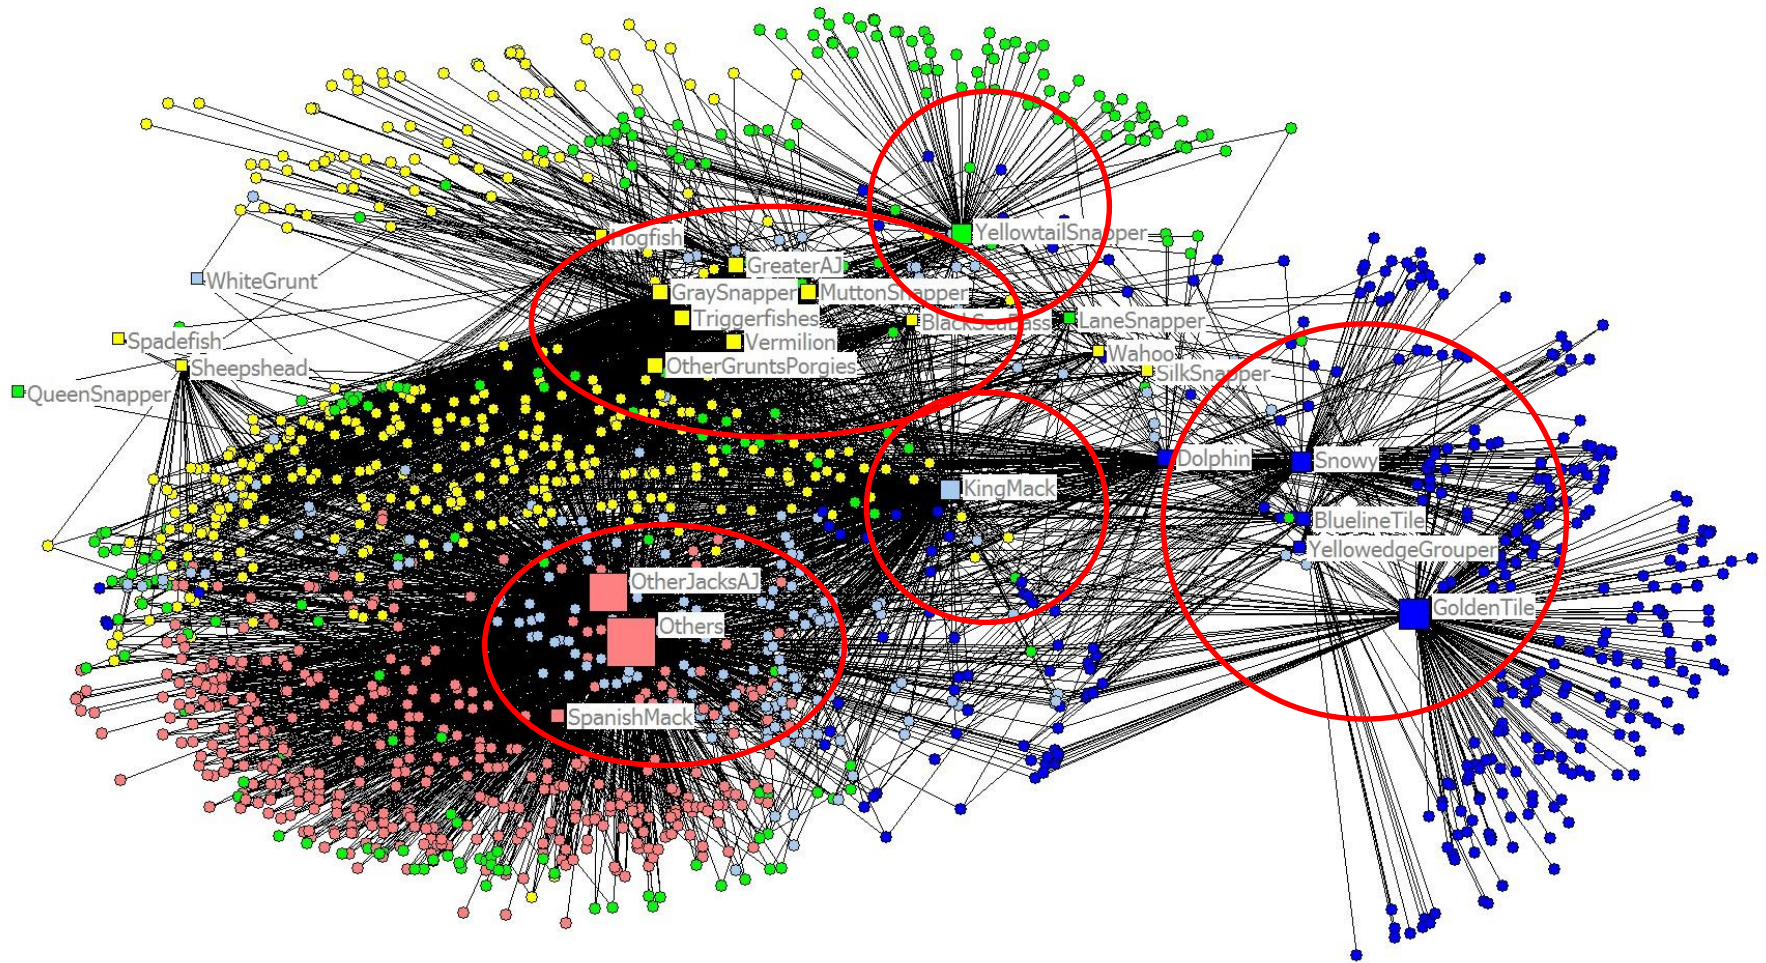 YellowtailSnapper
Hogfish
GreaterAJ
WhiteGrunt
GraySnapper
MuttonSnapper
Triggerfishes
BlackSeaBass
LaneSnapper
Spadefish
Vermilion
Wahoo
Sheepshead
OtherGruntsPorgies
SilkSnapper
QueenSnapper
Dolphin
Snowy
KingMack
BluelineTile
YellowedgeGrouper
OtherJacksAJ
GoldenTile
Others
SpanishMack